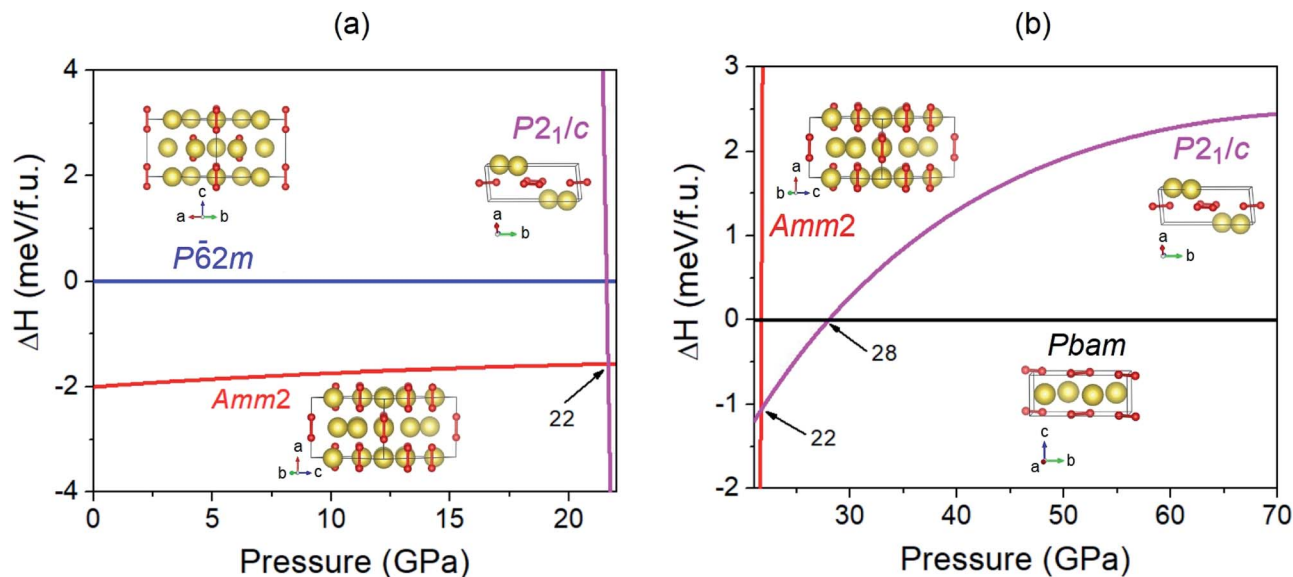 (a)
4
2
0
-2
-4
ΔH (meV/f.u.)
P2₁/c
c
a
b
a
b
P6̄2m
Amm2
22
a
b
c
0
5
10
15
20
Pressure (GPa)
(b)
3
2
1
0
-1
-2
ΔH (meV/f.u.)
a
b
c
Amm2
P2₁/c
a
b
28
22
Pbam
c
a
b
30
40
50
60
70
Pressure (GPa)